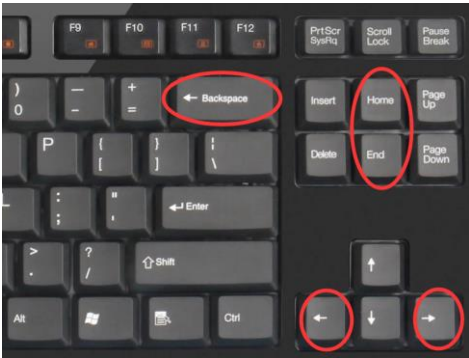 F9 F10 F11 F12 PrtScr SysRq Scroll Lock Pause Break
) 0 — - + = ← Backspace Insert Home Page Up
P { [ } ] ¦ \ Delete End Page Down
L : ; " ' ↵ Enter
> . ? / ⇧ Shift ↑
Alt Ctrl ← ↓ →